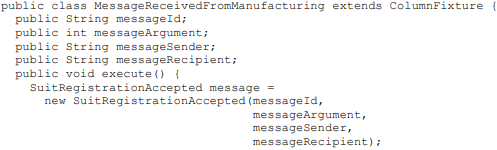 public class MessageReceivedFromManufacturing extends ColumnFixture {
  public String messageId;
  public int messageArgument;
  public String messageSender;
  public String messageRecipient;
  public void execute() {
    SuitRegistrationAccepted message =
      new SuitRegistrationAccepted(messageId,
                                   messageArgument,
                                   messageSender,
                                   messageRecipient);